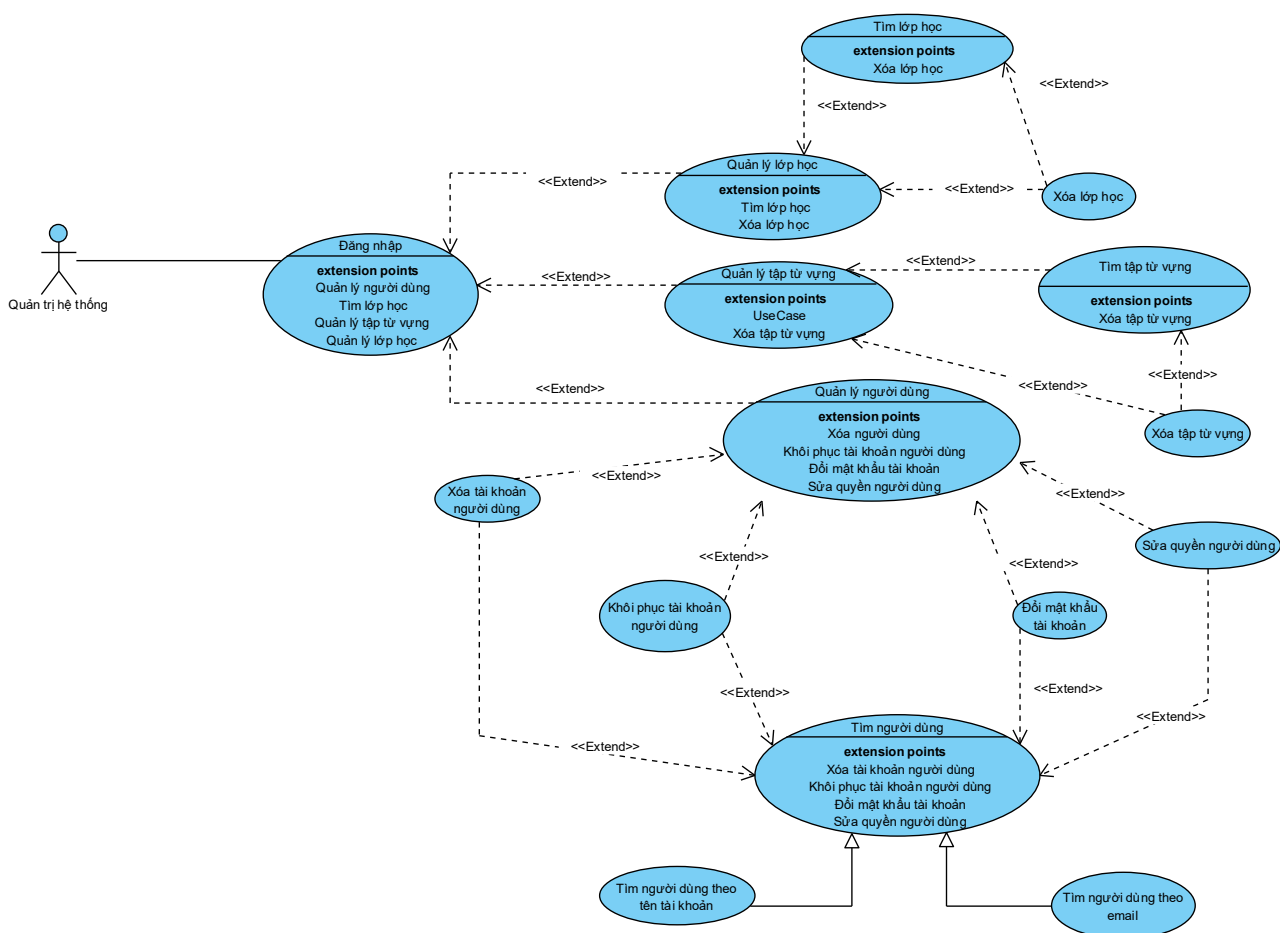 Tìm lớp học
extension points
Xóa lớp học
<<Extend>>
<<Extend>>
Quản lý lớp học
extension points
Tìm lớp học
Xóa lớp học
<<Extend>>
<<Extend>>
Xóa lớp học
Quản trị hệ thống
Đăng nhập
extension points
Quản lý người dùng
Tìm lớp học
Quản lý tập từ vựng
Quản lý lớp học
<<Extend>>
Quản lý tập từ vựng
extension points
UseCase
Xóa tập từ vựng
<<Extend>>
Tìm tập từ vựng
extension points
Xóa tập từ vựng
<<Extend>>
<<Extend>>
<<Extend>>
Xóa tập từ vựng
Quản lý người dùng
extension points
Xóa người dùng
Khôi phục tài khoản người dùng
Đổi mật khẩu tài khoản
Sửa quyền người dùng
<<Extend>>
Xóa tài khoản
người dùng
<<Extend>>
Sửa quyền người dùng
<<Extend>>
<<Extend>>
Khôi phục tài khoản
người dùng
Đổi mật khẩu
tài khoản
<<Extend>>
<<Extend>>
<<Extend>>
<<Extend>>
Tìm người dùng
extension points
Xóa tài khoản người dùng
Khôi phục tài khoản người dùng
Đổi mật khẩu tài khoản
Sửa quyền người dùng
Tìm người dùng theo
tên tài khoản
Tìm người dùng theo
email